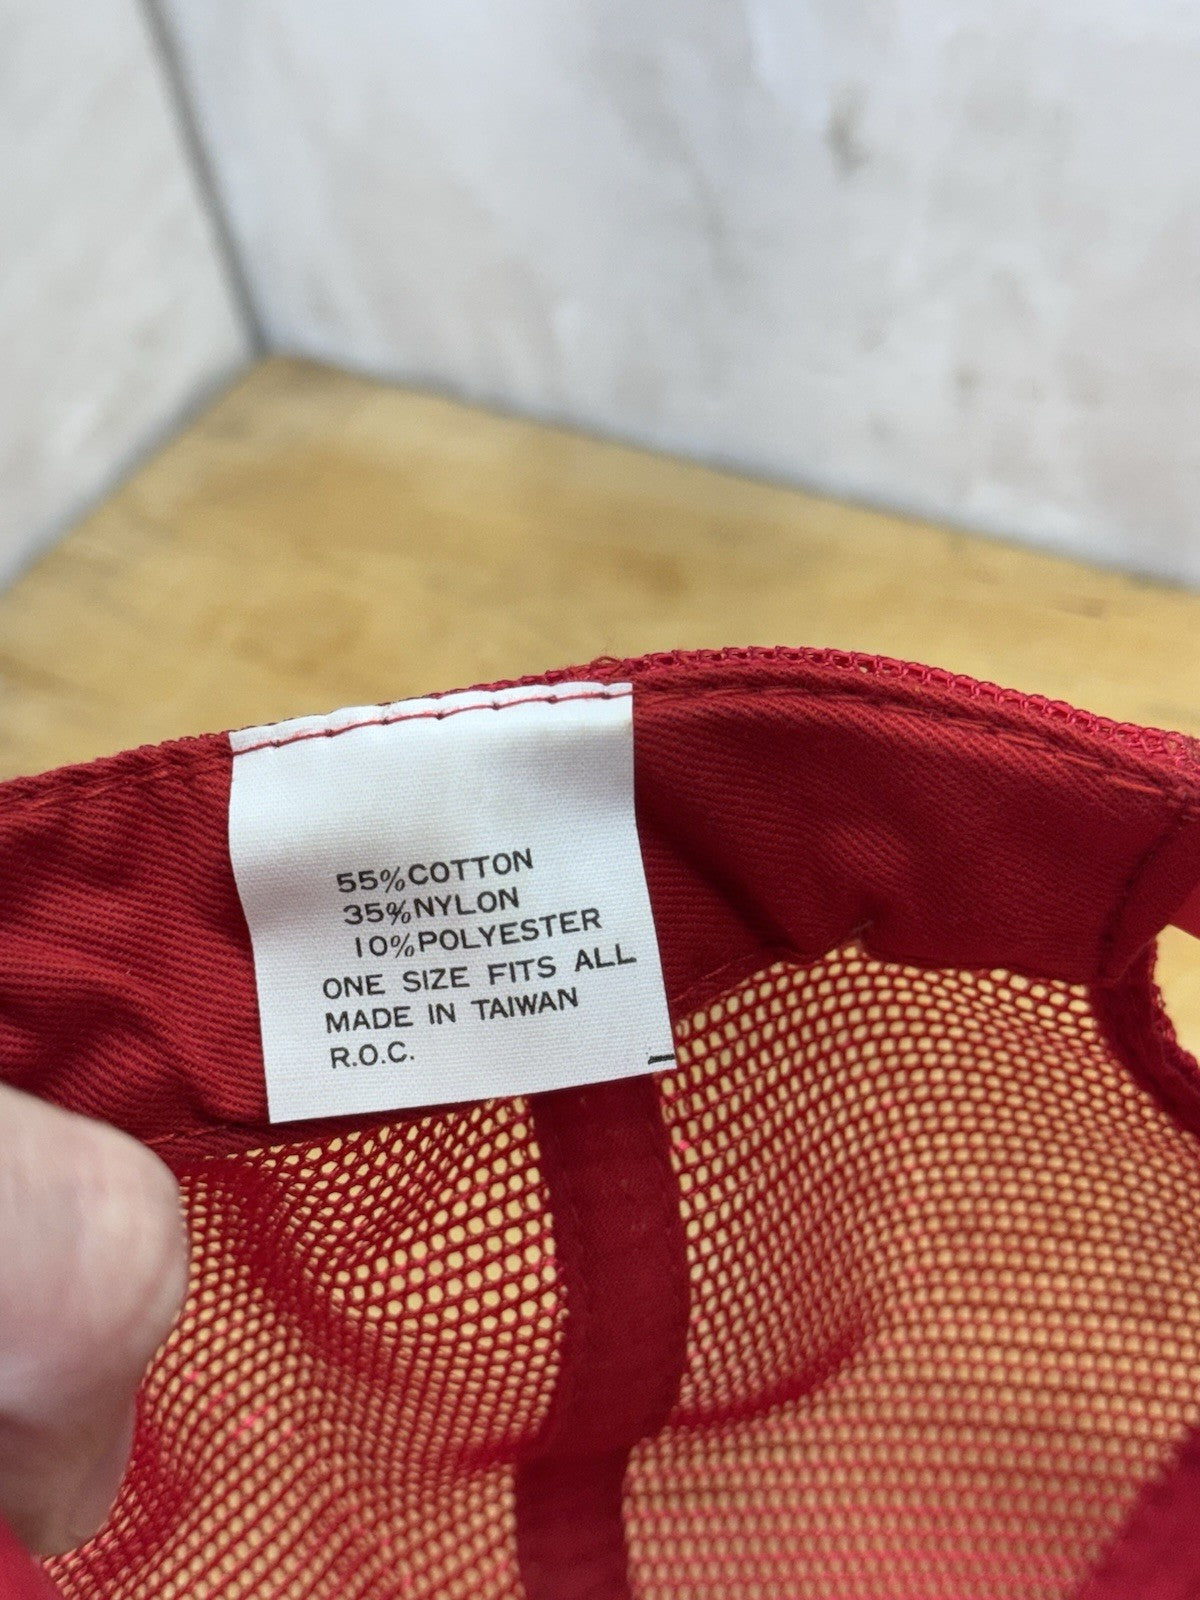 55%COTTON
35%NYLON
10%POLYESTER
ONE SIZE FITS ALL
MADE IN TAIWAN
R.O.C.